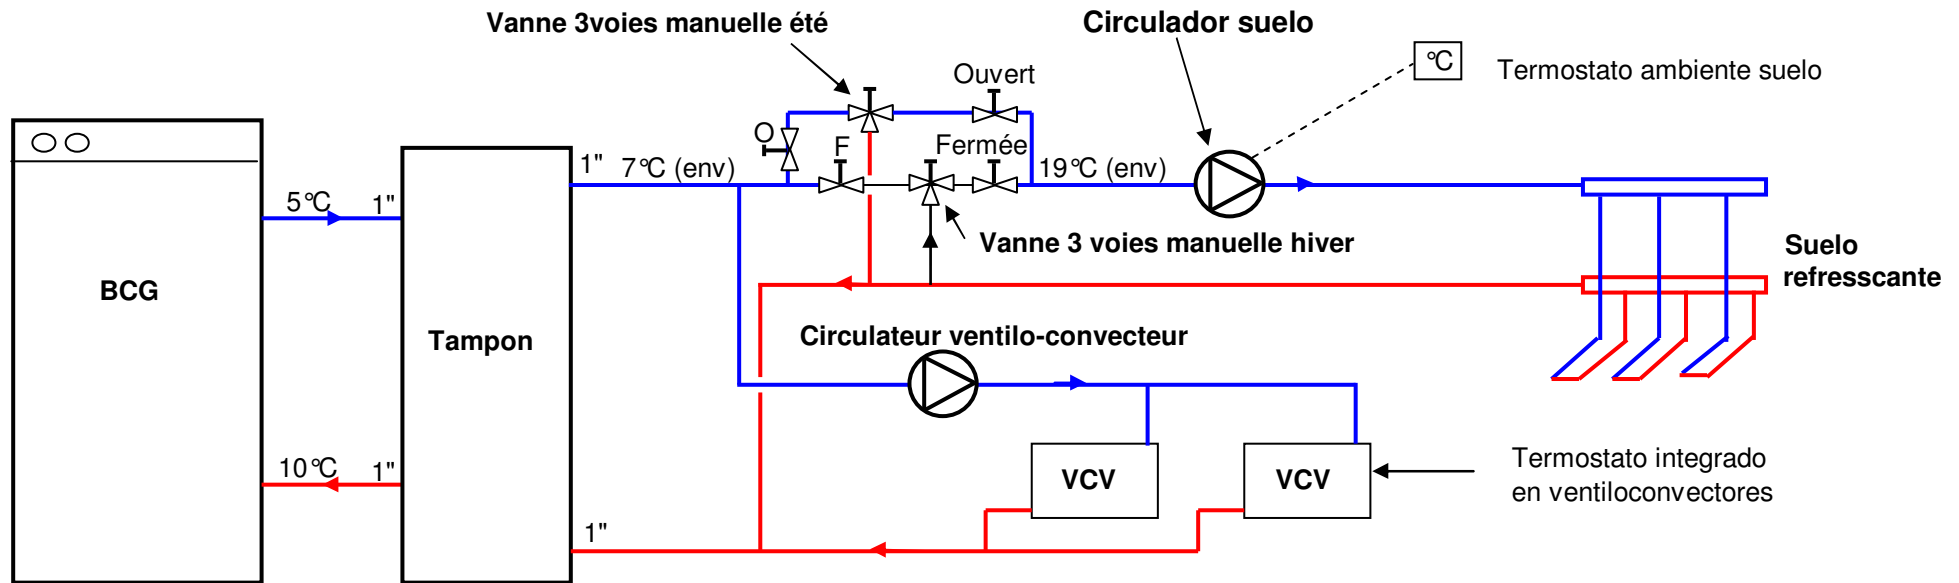 Vanne 3voies manuelle été
Circulador suelo
Ouvert
°C
Termostato ambiente suelo
O
F
Fermée
1"
7°C (env)
19°C (env)
5°C
1"
Vanne 3 voies manuelle hiver
Suelo
refresscante
BCG
Tampon
Circulateur ventilo-convecteur
10°C
1"
VCV
VCV
Termostato integrado
en ventiloconvectores
1"